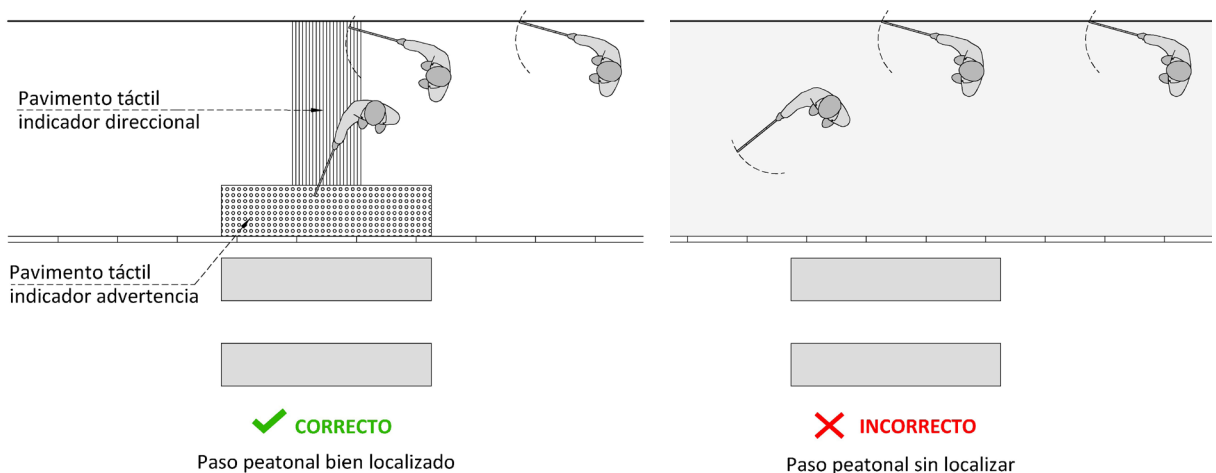 Pavimento táctil
indicador direccional
Pavimento táctil
indicador advertencia
CORRECTO
Paso peatonal bien localizado
INCORRECTO
Paso peatonal sin localizar